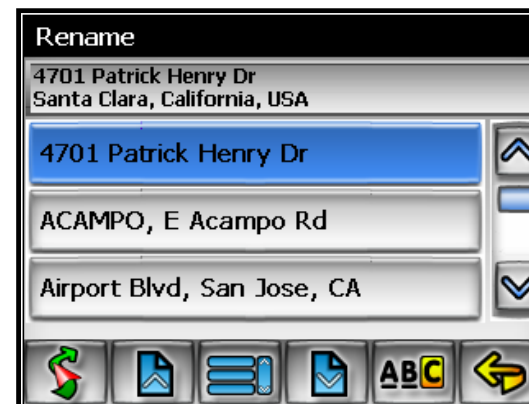 Rename
4701 Patrick Henry Dr
Santa Clara, California, USA
4701 Patrick Henry Dr
ACAMPO, E Acampo Rd
Airport Blvd, San Jose, CA
ABC